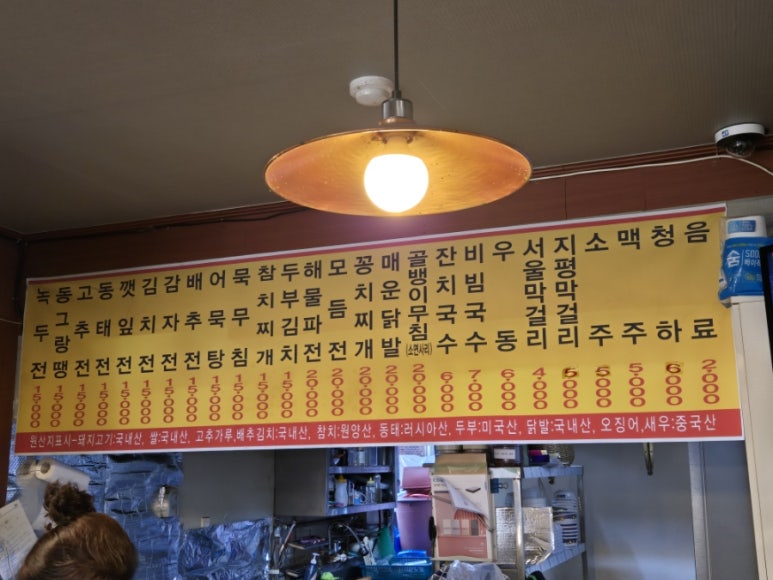 녹두전 15000
동그랑땡 15000
고추전 15000
동태전 15000
깻잎전 15000
김치전 15000
감자전 15000
배추전 15000
어묵탕 15000
묵무침 15000
참치찌개 15000
두부김치 15000
해물파전 20000
모듬전 20000
꽁치찌개 20000
매운닭발 20000
골뱅이무침(소면사리) 20000
잔치국수 6000
비빔국수 7000
우동 6000
서울막걸리 4000
지평막걸리
소주 5000
맥주 5000
청하 6000
음료 2000
원산지표시-돼지고기:국내산, 쌀:국내산, 고추가루,배추김치:국내산, 참치:원양산, 동태:러시아산, 두부:미국산, 닭발:국내산, 오징어,새우:중국산